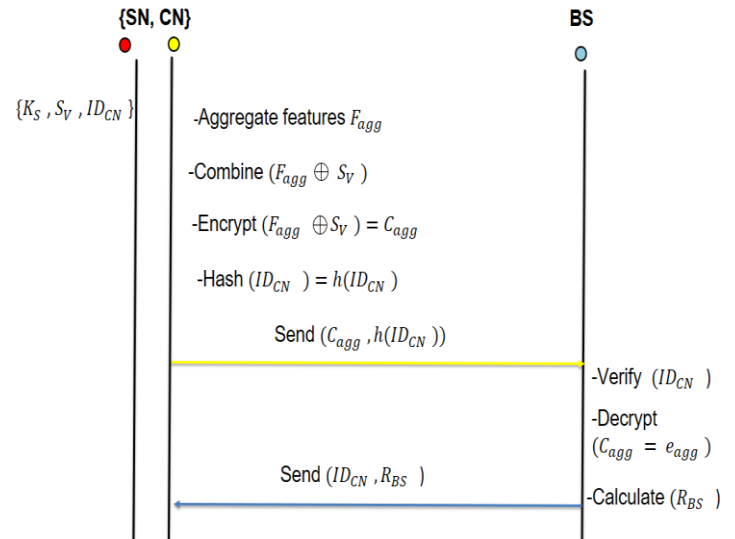 {SN, CN}
BS
{K_S , S_V , ID_CN }
-Aggregate features F_agg
-Combine (F_agg ⊕ S_V )
-Encrypt (F_agg ⊕S_V ) = C_agg
-Hash (ID_CN ) = h(ID_CN )
Send (C_agg , h(ID_CN ))
-Verify (ID_CN )
-Decrypt
(C_agg = e_agg )
Send (ID_CN , R_BS )
-Calculate (R_BS )